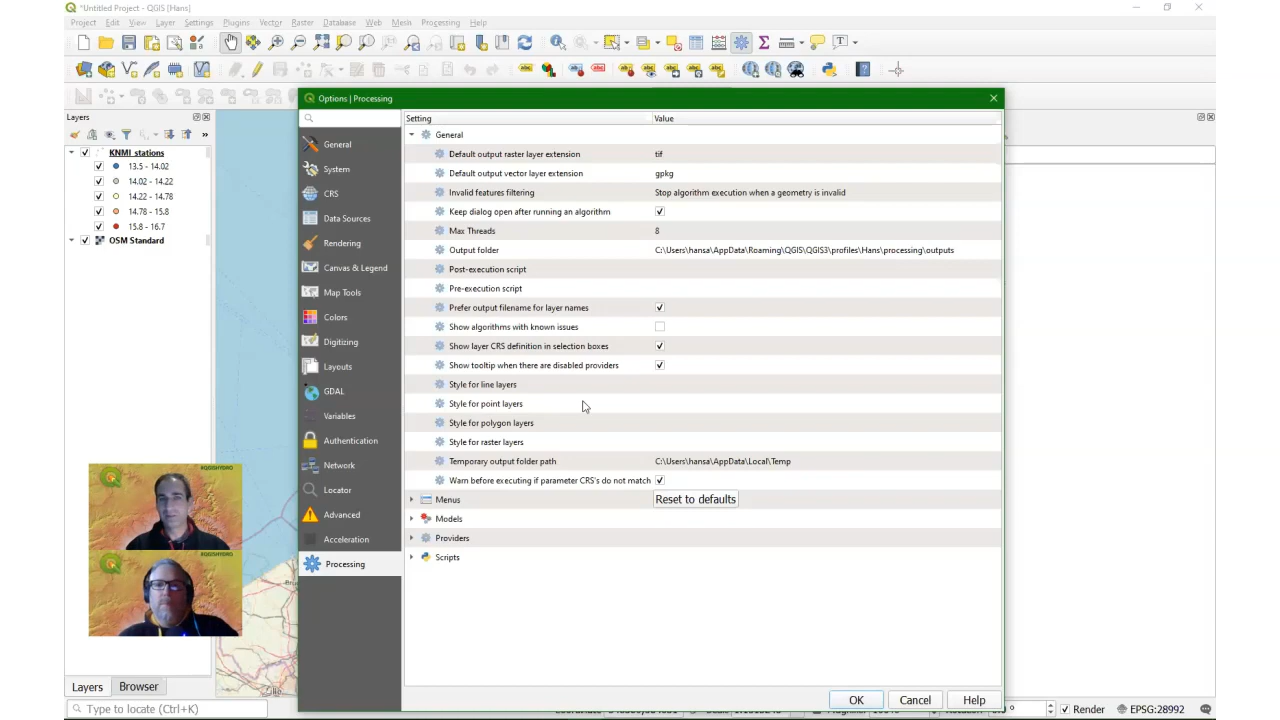 *Untitled Project - QGIS [Hans]
Project Edit View Layer Settings Plugins Vector Raster Database Web Mesh Processing Help
Options | Processing
Layers
KNMI stations
13.5 - 14.02
14.02 - 14.22
14.22 - 14.78
14.78 - 15.8
15.8 - 16.7
OSM Standard
General
System
CRS
Data Sources
Rendering
Canvas & Legend
Map Tools
Colors
Digitizing
Layouts
GDAL
Variables
Authentication
Network
Locator
Advanced
Acceleration
Processing
Setting Value
General
Default output raster layer extension tif
Default output vector layer extension gpkg
Invalid features filtering Stop algorithm execution when a geometry is invalid
Keep dialog open after running an algorithm
Max Threads 8
Output folder C:\Users\hansa\AppData\Roaming\QGIS\QGIS3\profiles\Hans\processing\outputs
Post-execution script
Pre-execution script
Prefer output filename for layer names
Show algorithms with known issues
Show layer CRS definition in selection boxes
Show tooltip when there are disabled providers
Style for line layers
Style for point layers
Style for polygon layers
Style for raster layers
Temporary output folder path C:\Users\hansa\AppData\Local\Temp
Warn before executing if parameter CRS's do not match
Menus Reset to defaults
Models
Providers
Scripts
#QGISHYDRO
#QGISHYDRO
OK Cancel Help
Layers Browser
Type to locate (Ctrl+K)
Render EPSG:28992